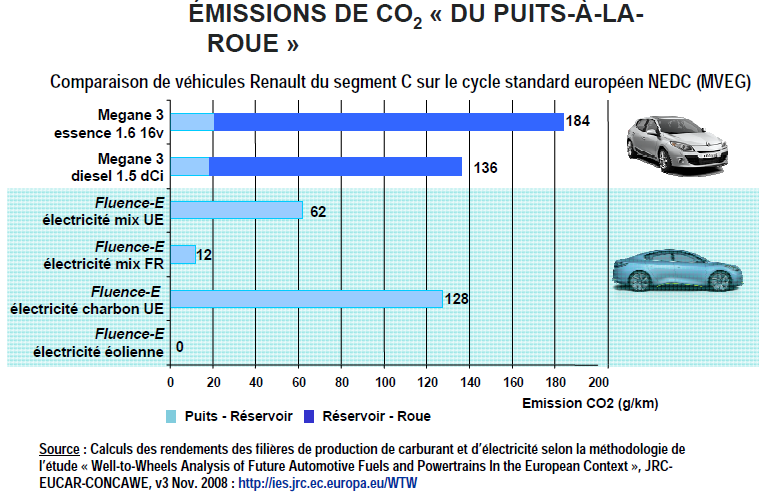 ÉMISSIONS DE CO2 « DU PUITS-À-LA-
ROUE »
Comparaison de véhicules Renault du segment C sur le cycle standard européen NEDC (MVEG)
Megane 3
essence 1.6 16v
184
Megane 3
diesel 1.5 dCi
136
Fluence-E
électricité mix UE
62
Fluence-E
électricité mix FR
12
Fluence-E
électricité charbon UE
128
Fluence-E
électricité éolienne
0
0 20 40 60 80 100 120 140 160 180 200
Emission CO2 (g/km)
Puits - Réservoir Réservoir - Roue
Source : Calculs des rendements des filières de production de carburant et d'électricité selon la méthodologie de
l'étude « Well-to-Wheels Analysis of Future Automotive Fuels and Powertrains In the European Context », JRC-
EUCAR-CONCAWE, v3 Nov. 2008 : http://ies.jrc.ec.europa.eu/WTW